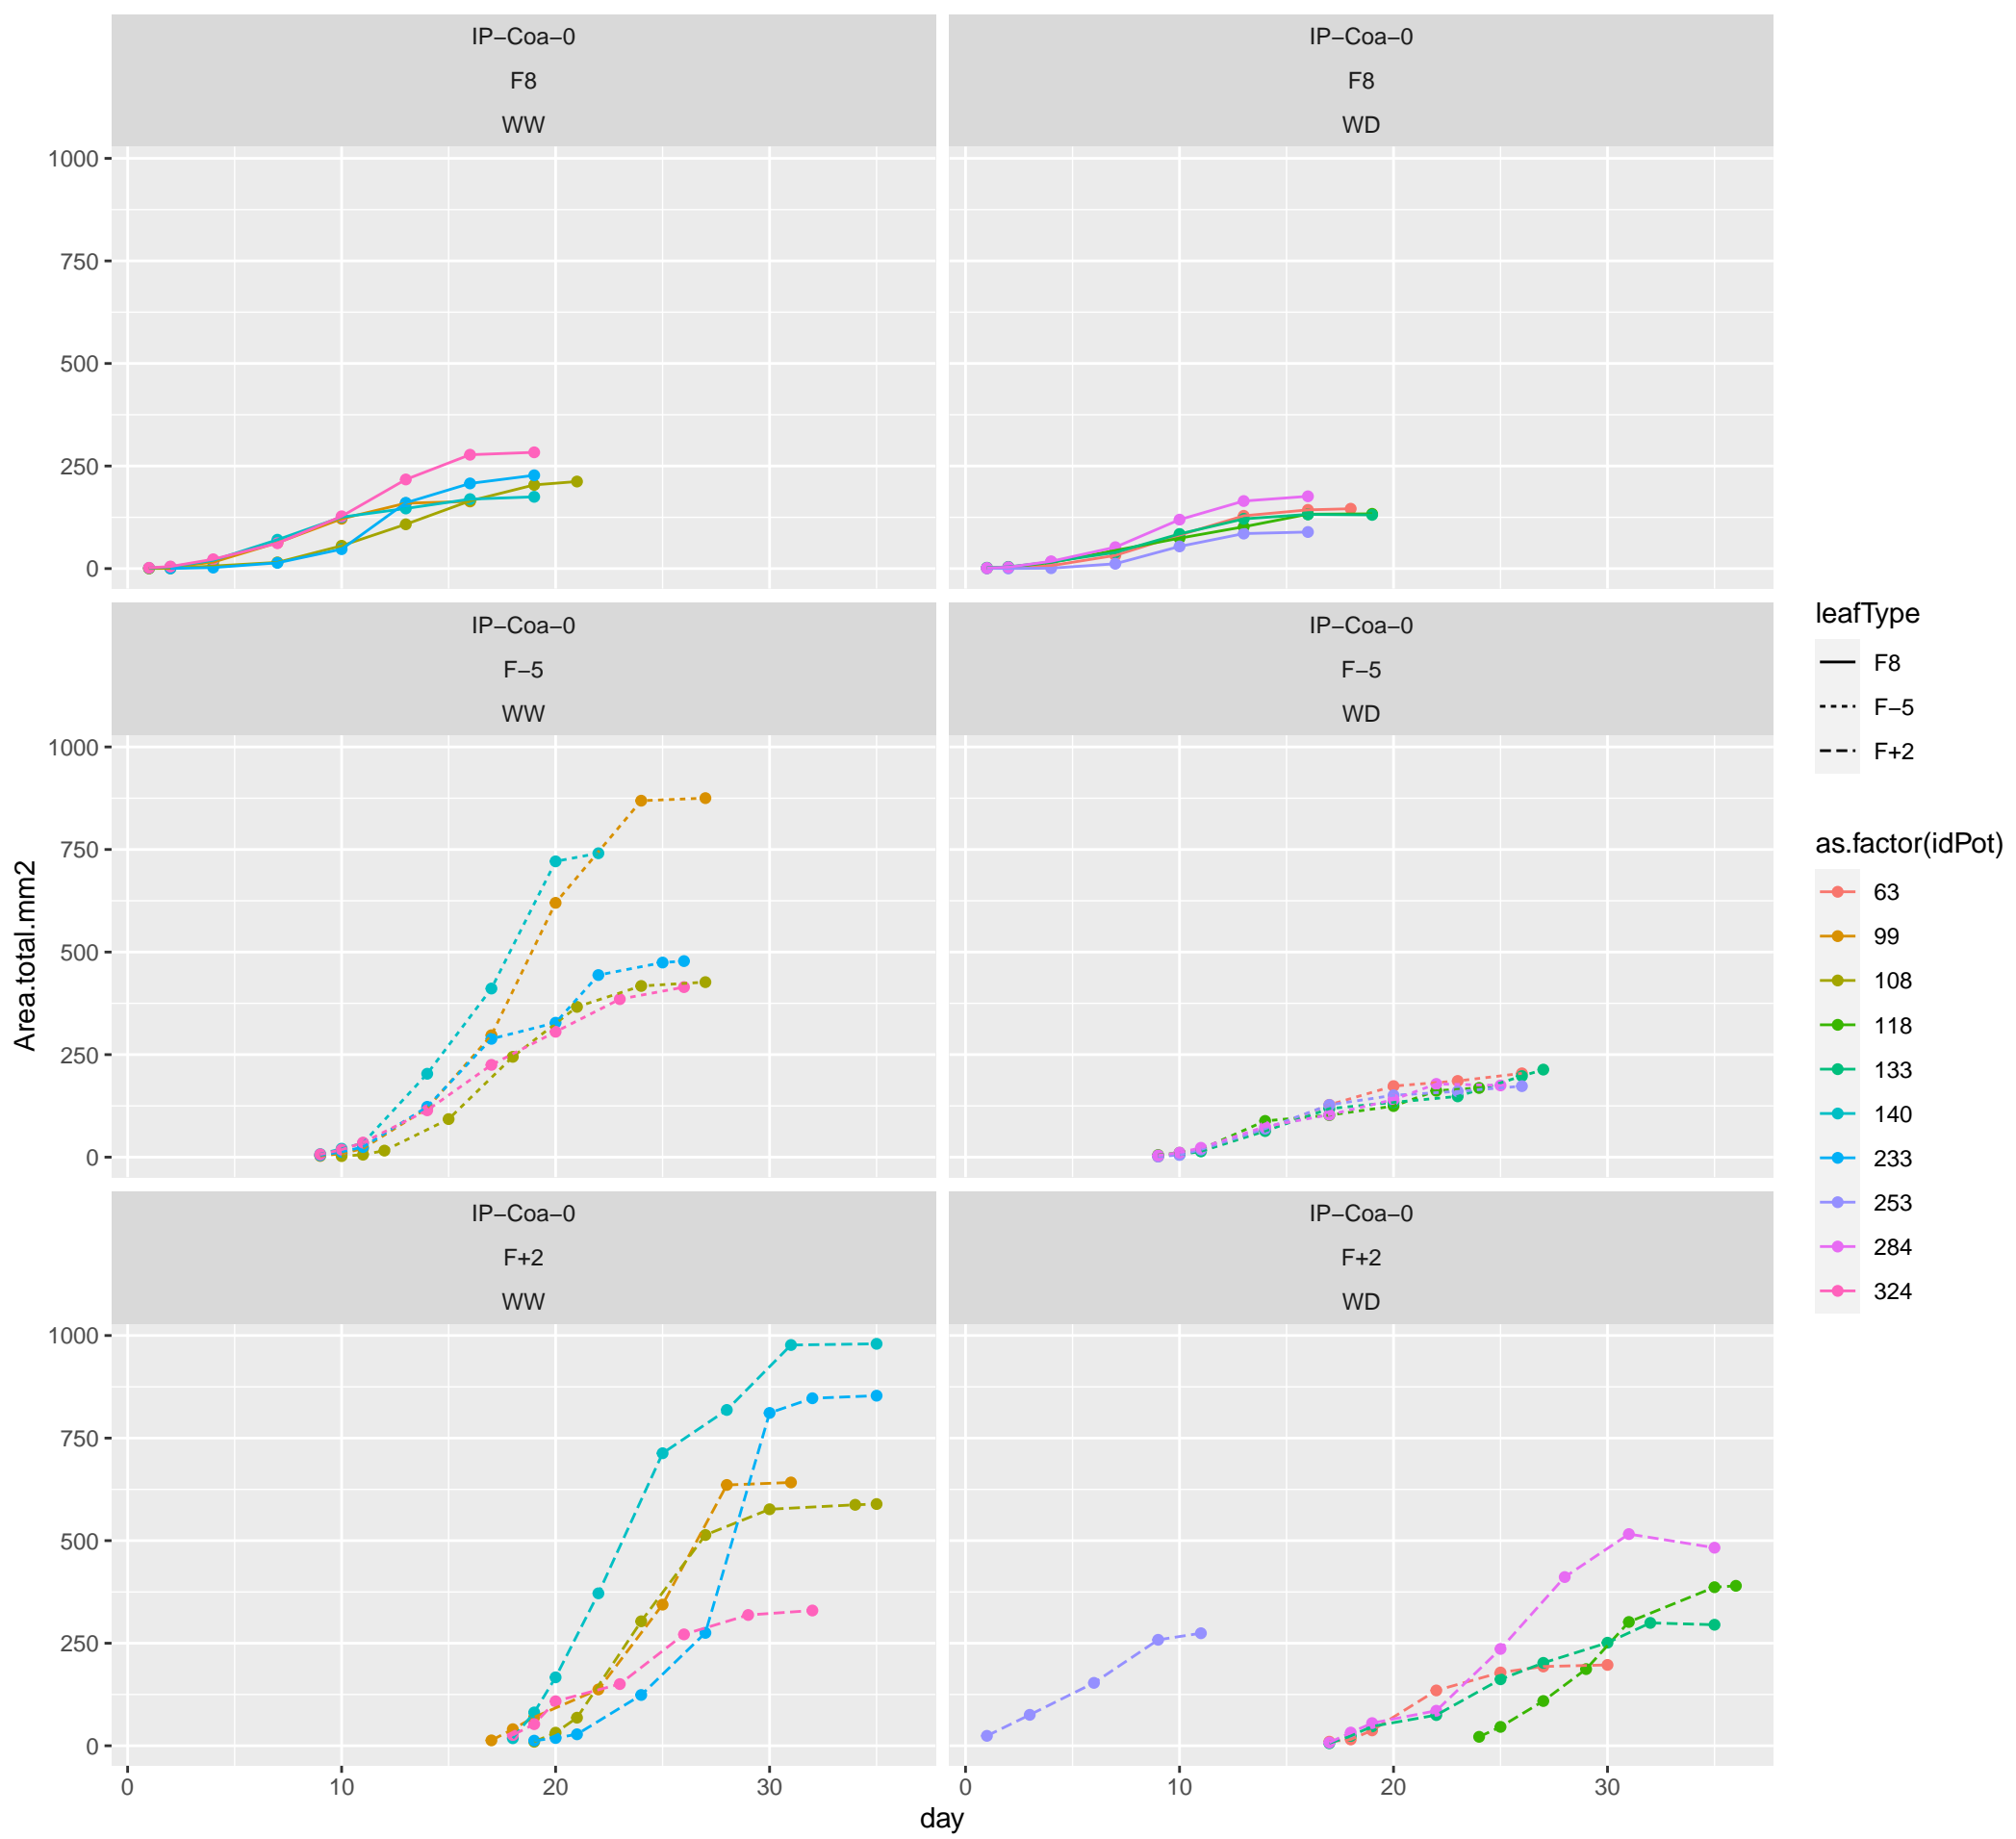 IP−Coa−0
F8
WW
IP−Coa−0
F8
WD
1000
750
500
250
0
IP−Coa−0
F−5
WW
IP−Coa−0
F−5
WD
1000
750
500
250
0
IP−Coa−0
F+2
WW
IP−Coa−0
F+2
WD
1000
750
500
250
0
0 10 20 30
0 10 20 30
day
Area.total.mm2
leafType
F8
F−5
F+2
as.factor(idPot)
63
99
108
118
133
140
233
253
284
324